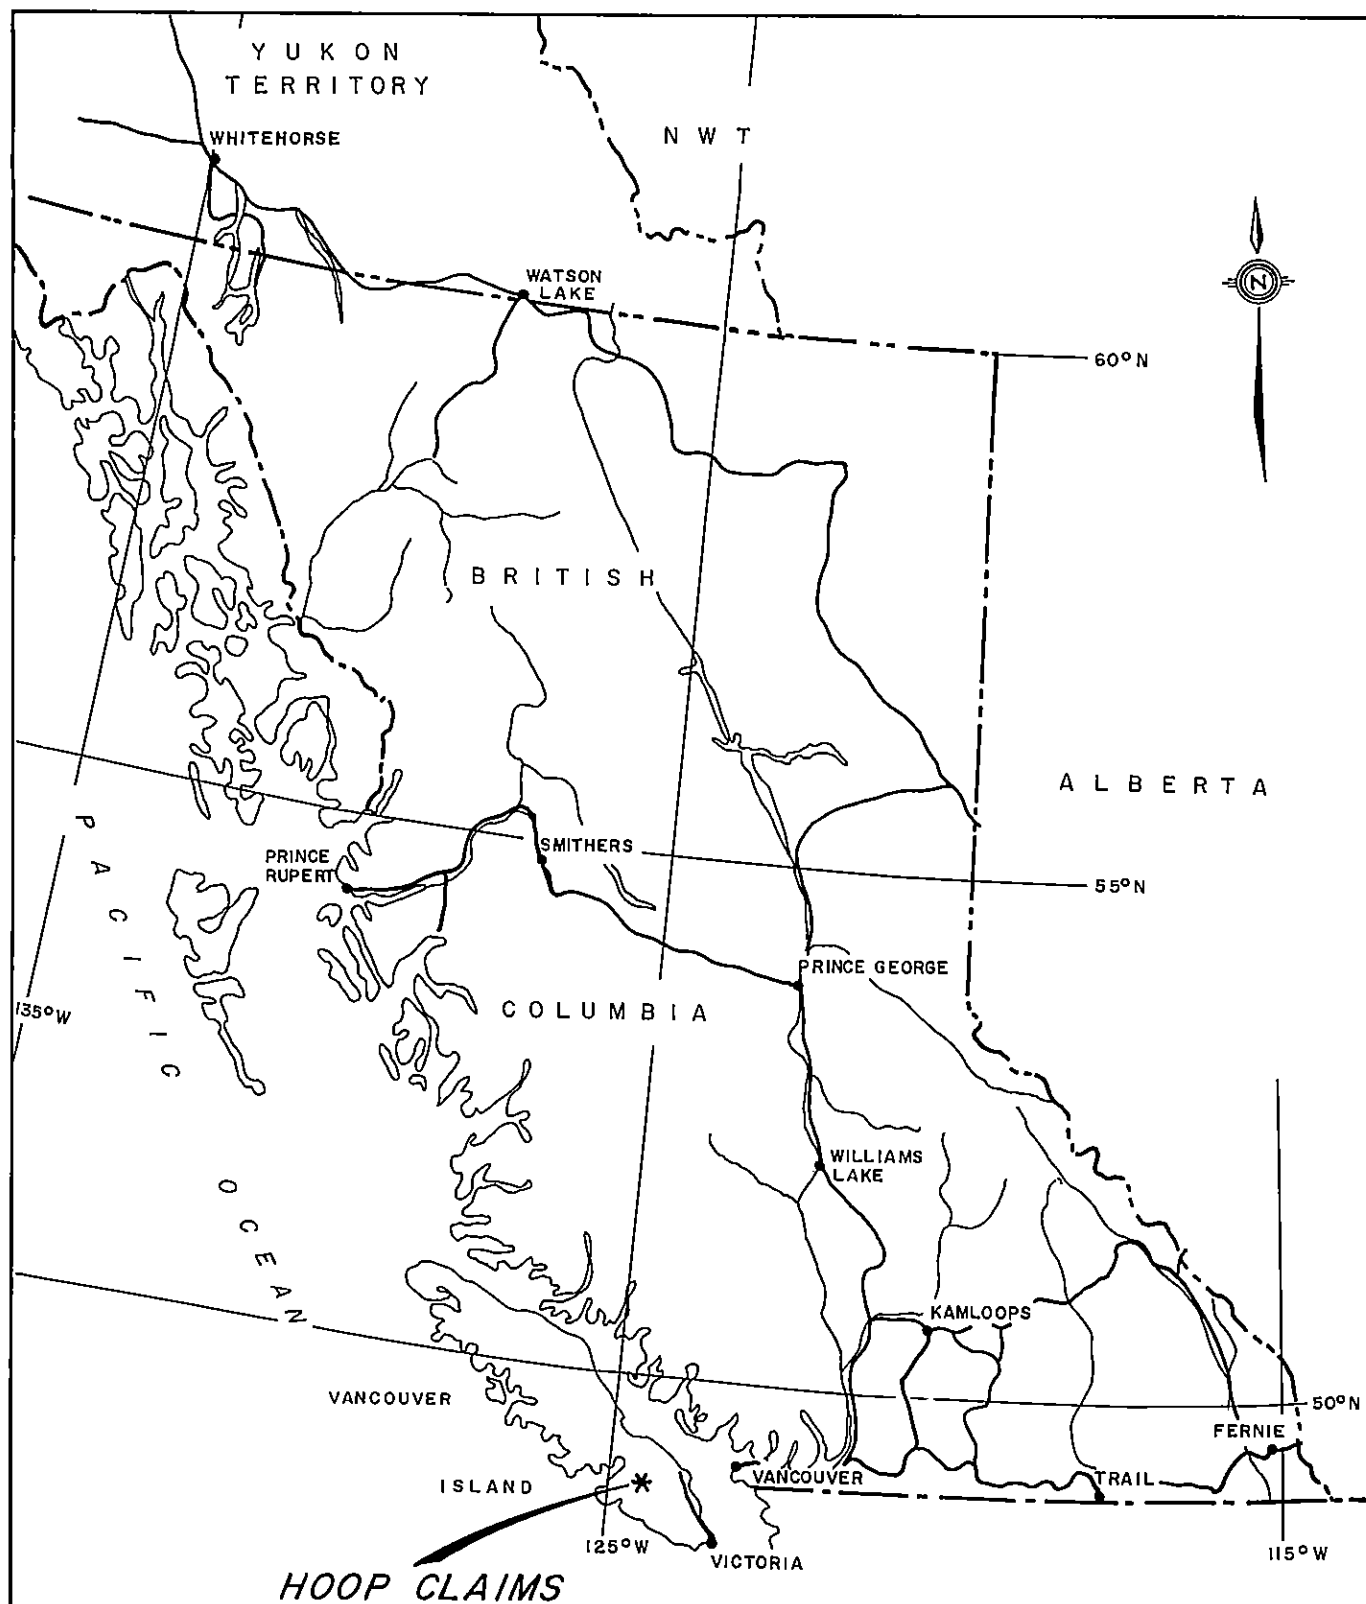 YUKON
TERRITORY
NWT
WHITEHORSE
N
WATSON
LAKE
60°N
BRITISH
ALBERTA
PACIFIC
SMITHERS
PRINCE
RUPERT
55°N
PRINCE GEORGE
135°W
COLUMBIA
WILLIAMS
LAKE
OCEAN
KAMLOOPS
VANCOUVER
50°N
FERNIE
ISLAND
VANCOUVER
TRAIL
125°W
VICTORIA
115°W
HOOP CLAIMS